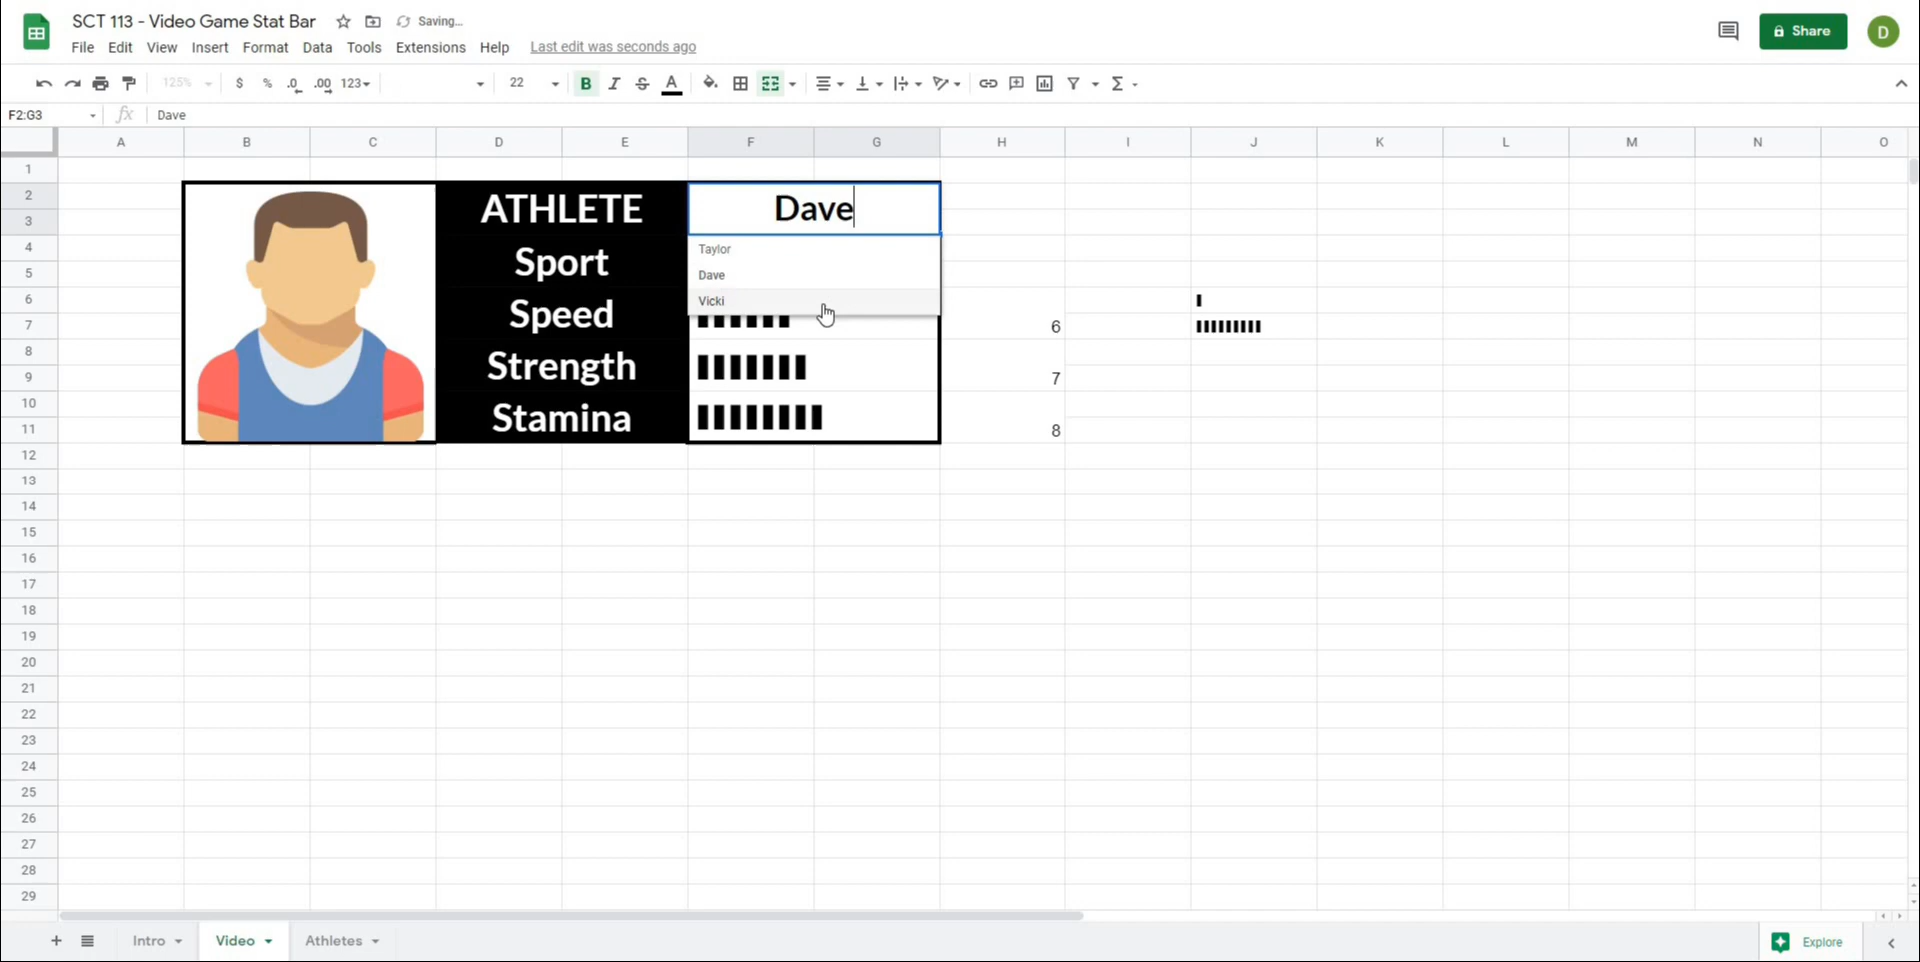 SCT 113 - Video Game Stat Bar Saving...
File Edit View Insert Format Data Tools Extensions Help Last edit was seconds ago
Share
D
125% $ % .0 .00 123 22 B I S A Σ
F2:G3 fx Dave
A B C D E F G H I J K L M N O
1
2
3
4
5
6
7
8
9
10
11
12
13
14
15
16
17
18
19
20
21
22
23
24
25
26
27
28
29
ATHLETE Dave
Sport
Speed
Strength
Stamina
Taylor
Dave
Vicki
6
7
8
+ Intro Video Athletes Explore